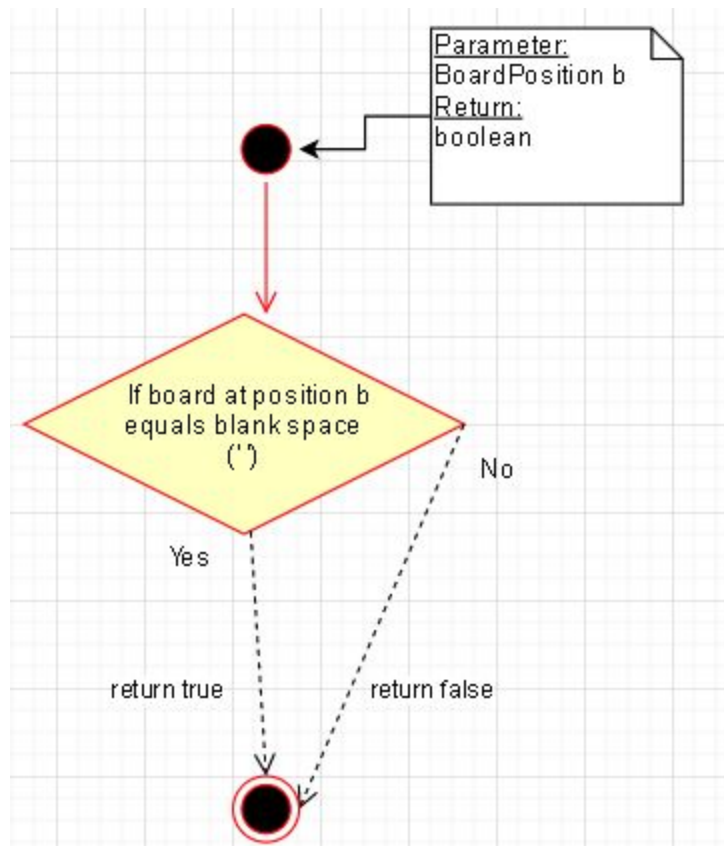 Parameter:
BoardPosition b
Return:
boolean
If board at position b
equals blank space
(' ')
No
Yes
return true
return false